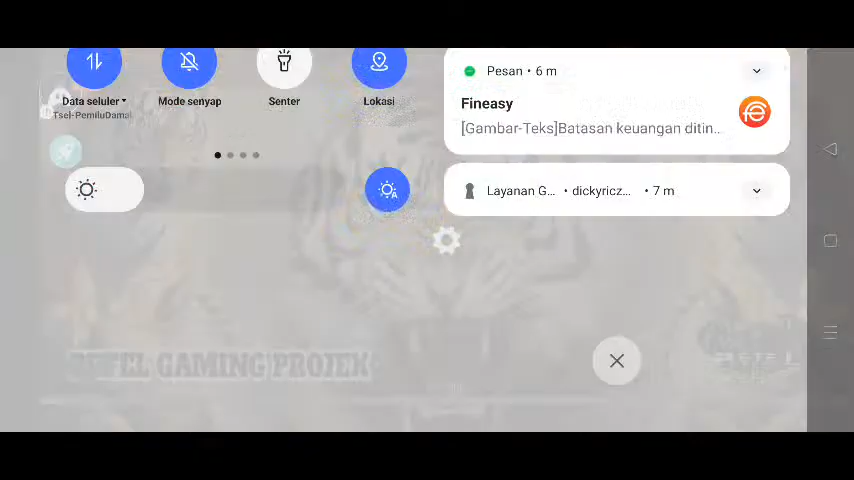 Data seluler
Tsel-PemiluDamai
Mode senyap
Senter
Lokasi
Pesan • 6 m
Fineasy
[Gambar-Teks]Batasan keuangan ditin...
A
Layanan G... • dickyricz... • 7 m
GAMING PROJEK